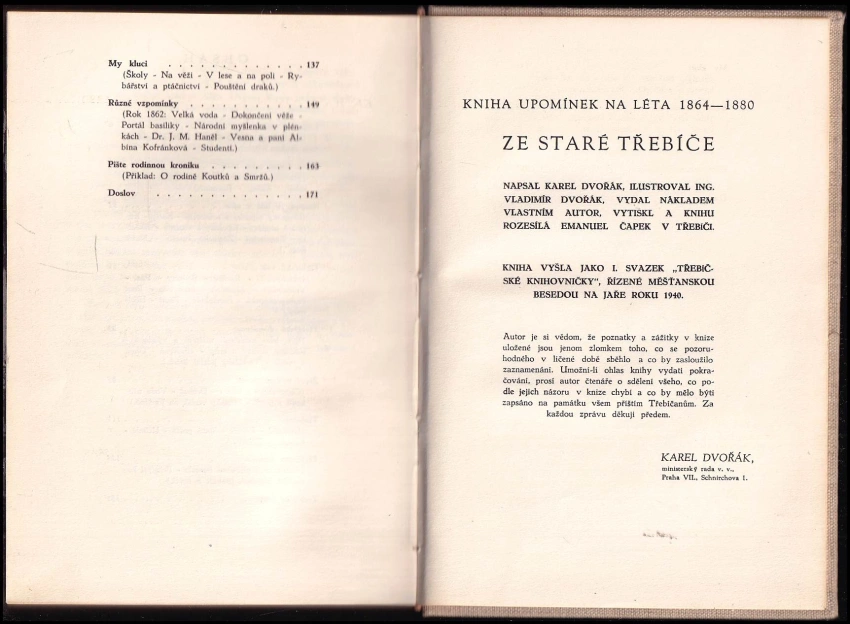 My kluci . . . . . . . . . . . . . 137
(Školy - Na věži - V lese a na poli - Ry-
bářství a ptáčnictví - Pouštění draků.)
Různé vzpomínky . . . . . . . . . . . . 149
(Rok 1862: Velká voda - Dokončení věže -
Portál basiliky - Národní myšlenka v plén-
kách - Dr. J. M. Haněl - Vesna a paní Al-
bína Kofránková - Studenti.)
Pište rodinnou kroniku . . . . . . . . . 163
(Příklad: O rodině Koutků a Smržů.)
Doslov . . . . . . . . . . . . . . 171
KNIHA UPOMÍNEK NA LÉTA 1864—1880
ZE STARÉ TŘEBÍČE
NAPSAL KAREL DVOŘÁK, ILUSTROVAL ING.
VLADIMÍR DVOŘÁK, VYDAL NÁKLADEM
VLASTNÍM AUTOR, VYTISKL A KNIHU
ROZESÍLÁ EMANUEL ČAPEK V TŘEBÍČI.
KNIHA VYŠLA JAKO I. SVAZEK „TŘEBÍČ-
SKÉ KNIHOVNIČKY", ŘÍZENÉ MĚŠŤANSKOU
BESEDOU NA JAŘE ROKU 1940.
Autor je si vědom, že poznatky a zážitky v knize
uložené jsou jenom zlomkem toho, co se pozoru-
hodného v líčené době sběhlo a co by zasloužilo
zaznamenání. Umožní-li ohlas knihy vydati pokra-
čování, prosí autor čtenáře o sdělení všeho, co po-
dle jejich názoru v knize chybí a co by mělo býti
zapsáno na památku všem příštím Třebíčanům. Za
každou zprávu děkuji předem.
KAREL DVOŘÁK,
ministerský rada v. v.,
Praha VII., Schnirchova 1.